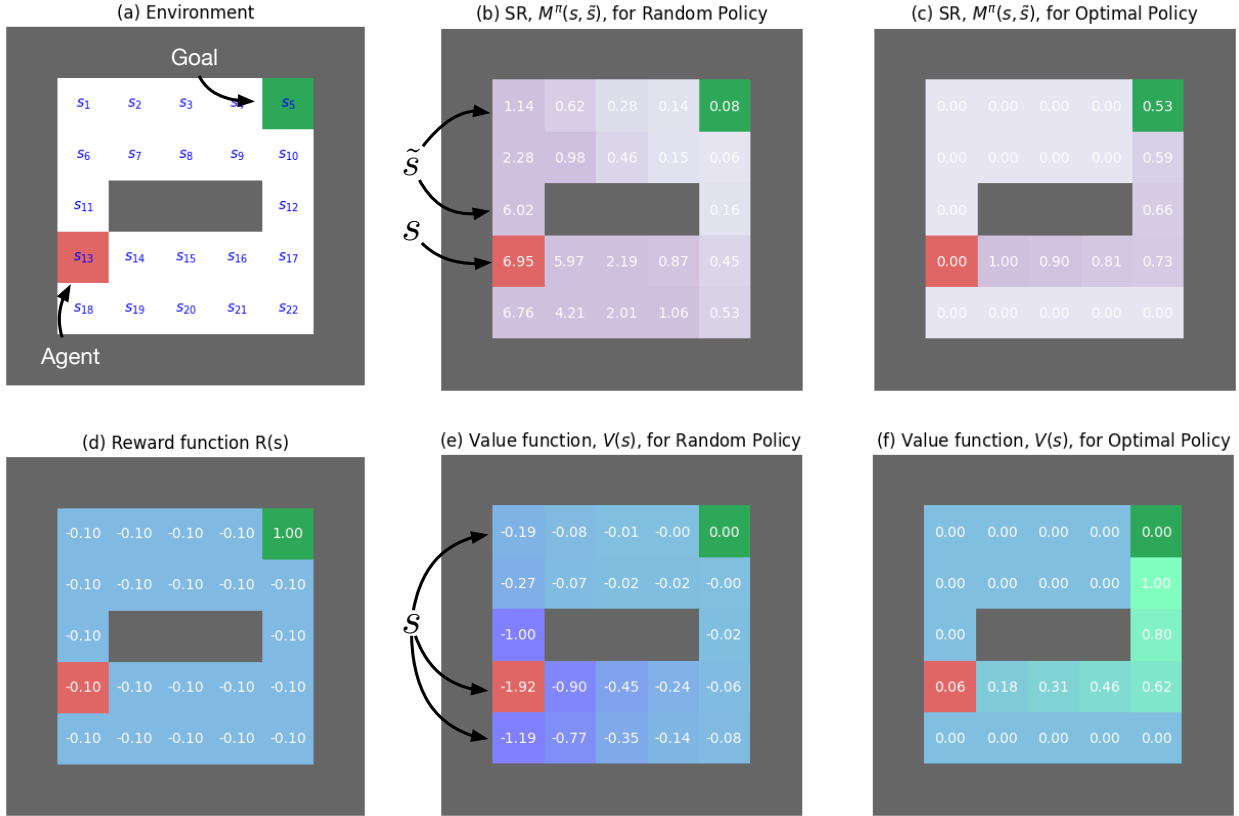 (a) Environment
Goal
s₁ s₂ s₃ s₄ s₅
s₆ s₇ s₈ s₉ s₁₀
s₁₁ s₁₂
s₁₃ s₁₄ s₁₅ s₁₆ s₁₇
s₁₈ s₁₉ s₂₀ s₂₁ s₂₂
Agent
(b) SR, Mπ(s, s̃), for Random Policy
1.14 0.62 0.28 0.14 0.08
2.28 0.98 0.46 0.15 0.06
s̃
6.02 0.16
s
6.95 5.97 2.19 0.87 0.45
6.76 4.21 2.01 1.06 0.53
(c) SR, Mπ(s, s̃), for Optimal Policy
0.00 0.00 0.00 0.00 0.53
0.00 0.00 0.00 0.00 0.59
0.00 0.66
0.00 1.00 0.90 0.81 0.73
0.00 0.00 0.00 0.00 0.00
(d) Reward function R(s)
-0.10 -0.10 -0.10 -0.10 1.00
-0.10 -0.10 -0.10 -0.10 -0.10
-0.10 -0.10
-0.10 -0.10 -0.10 -0.10 -0.10
-0.10 -0.10 -0.10 -0.10 -0.10
(e) Value function, V(s), for Random Policy
-0.19 -0.08 -0.01 -0.00 0.00
-0.27 -0.07 -0.02 -0.02 -0.00
s
-1.00 -0.02
-1.92 -0.90 -0.45 -0.24 -0.06
-1.19 -0.77 -0.35 -0.14 -0.08
(f) Value function, V(s), for Optimal Policy
0.00 0.00 0.00 0.00 0.00
0.00 0.00 0.00 0.00 1.00
0.00 0.80
0.06 0.18 0.31 0.46 0.62
0.00 0.00 0.00 0.00 0.00